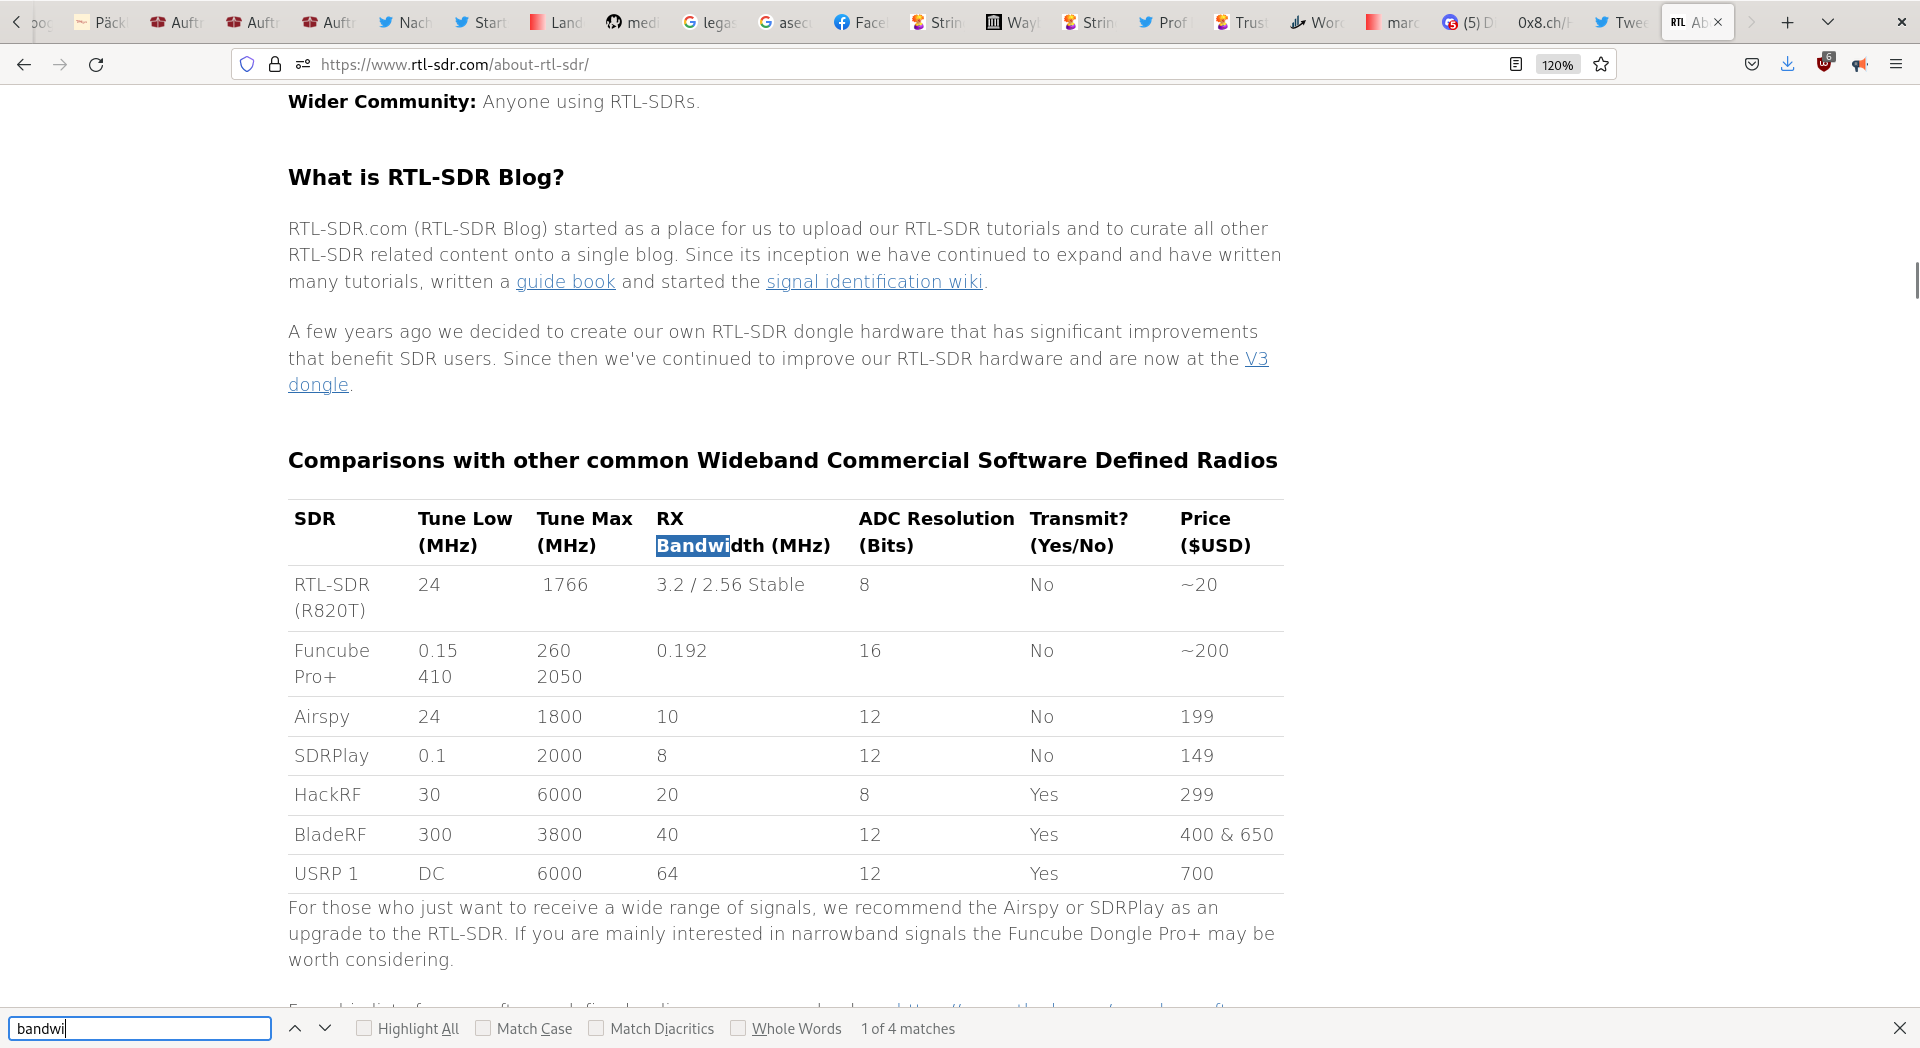 Päck Auftr Auftr Auftr Nach Start Land medi legas asec Face Strin Wayb Strin Prof Trust Word marc (5) D 0x8.ch/ Twee RTL Ab
https://www.rtl-sdr.com/about-rtl-sdr/ 120% 6
Wider Community: Anyone using RTL-SDRs.
What is RTL-SDR Blog?
RTL-SDR.com (RTL-SDR Blog) started as a place for us to upload our RTL-SDR tutorials and to curate all other
RTL-SDR related content onto a single blog. Since its inception we have continued to expand and have written
many tutorials, written a guide book and started the signal identification wiki.
A few years ago we decided to create our own RTL-SDR dongle hardware that has significant improvements
that benefit SDR users. Since then we've continued to improve our RTL-SDR hardware and are now at the V3
dongle.
Comparisons with other common Wideband Commercial Software Defined Radios
SDR Tune Low Tune Max RX ADC Resolution Transmit? Price
(MHz) (MHz) Bandwidth (MHz) (Bits) (Yes/No) ($USD)
RTL-SDR 24 1766 3.2 / 2.56 Stable 8 No ~20
(R820T)
Funcube 0.15 260 0.192 16 No ~200
Pro+ 410 2050
Airspy 24 1800 10 12 No 199
SDRPlay 0.1 2000 8 12 No 149
HackRF 30 6000 20 8 Yes 299
BladeRF 300 3800 40 12 Yes 400 & 650
USRP 1 DC 6000 64 12 Yes 700
For those who just want to receive a wide range of signals, we recommend the Airspy or SDRPlay as an
upgrade to the RTL-SDR. If you are mainly interested in narrowband signals the Funcube Dongle Pro+ may be
worth considering.
bandwi Highlight All Match Case Match Diacritics Whole Words 1 of 4 matches